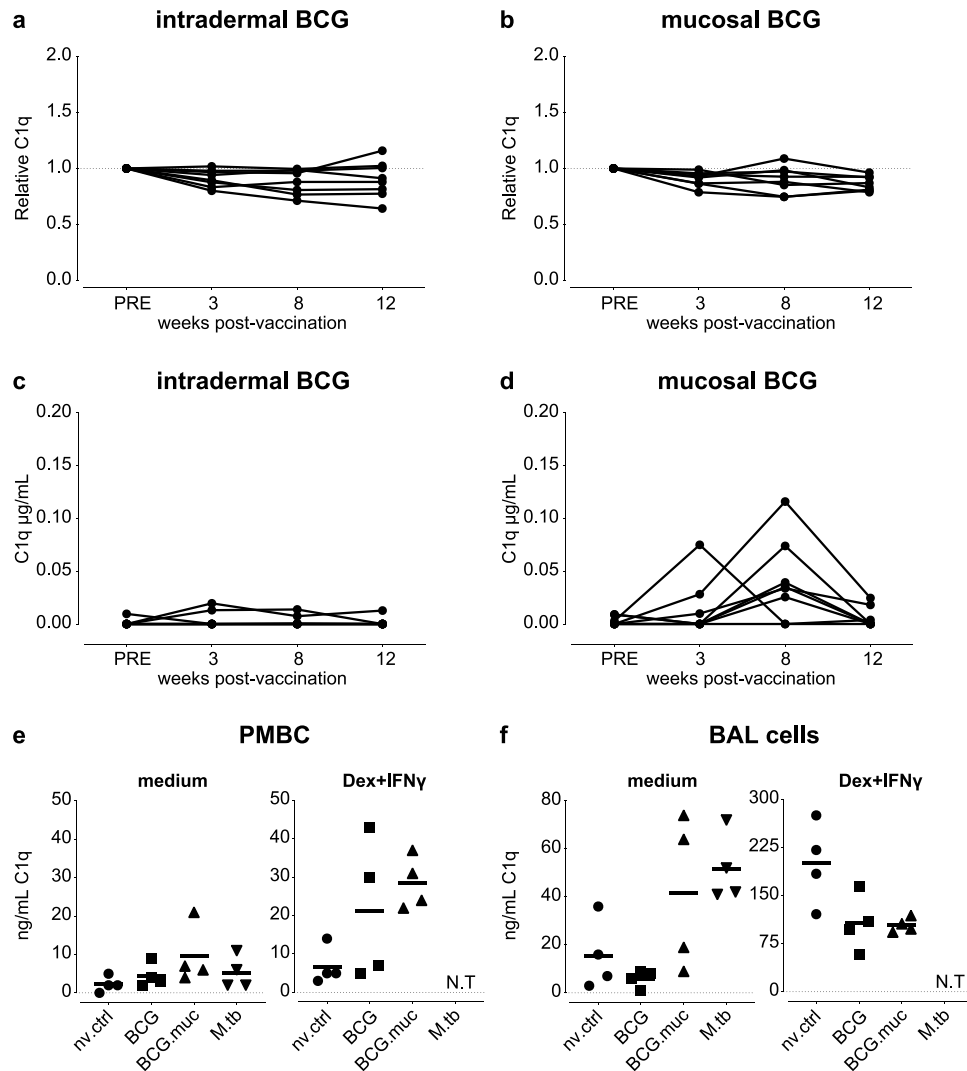 a intradermal BCG
b mucosal BCG
2.0
1.5
1.0
0.5
0.0
Relative C1q
PRE 3 8 12
weeks post-vaccination
2.0
1.5
1.0
0.5
0.0
Relative C1q
PRE 3 8 12
weeks post-vaccination
c intradermal BCG
d mucosal BCG
0.20
0.15
0.10
0.05
0.00
C1q µg/mL
PRE 3 8 12
weeks post-vaccination
0.20
0.15
0.10
0.05
0.00
C1q µg/mL
PRE 3 8 12
weeks post-vaccination
e PMBC
f BAL cells
medium
50
40
30
20
10
0
ng/mL C1q
nv.ctrl BCG BCG.muc M.tb
Dex+IFNγ
50
40
30
20
10
0
N.T
nv.ctrl BCG BCG.muc M.tb
medium
80
60
40
20
0
ng/mL C1q
nv.ctrl BCG BCG.muc M.tb
Dex+IFNγ
300
225
150
75
0
N.T
nv.ctrl BCG BCG.muc M.tb